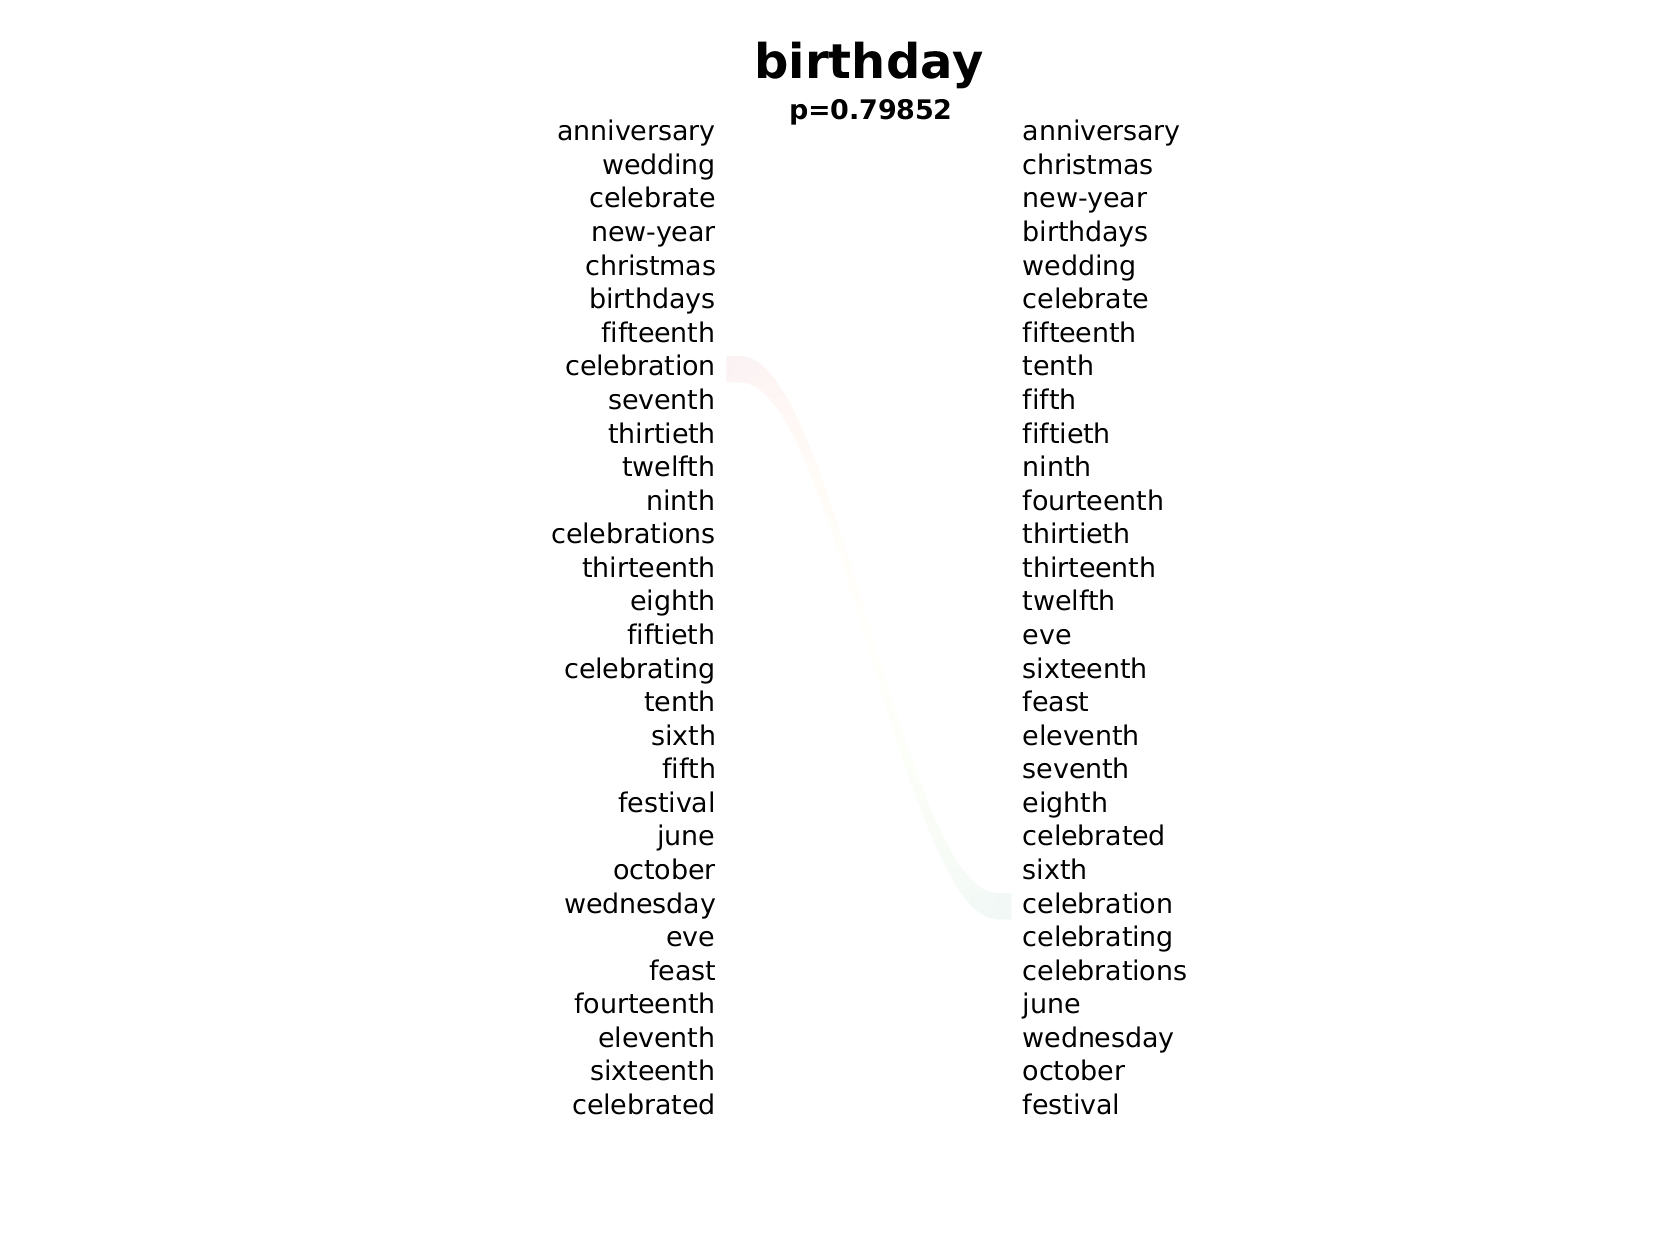 birthday
p=0.79852
anniversary
wedding
celebrate
new-year
christmas
birthdays
fifteenth
celebration
seventh
thirtieth
twelfth
ninth
celebrations
thirteenth
eighth
fiftieth
celebrating
tenth
sixth
fifth
festival
june
october
wednesday
eve
feast
fourteenth
eleventh
sixteenth
celebrated
anniversary
christmas
new-year
birthdays
wedding
celebrate
fifteenth
tenth
fifth
fiftieth
ninth
fourteenth
thirtieth
thirteenth
twelfth
eve
sixteenth
feast
eleventh
seventh
eighth
celebrated
sixth
celebration
celebrating
celebrations
june
wednesday
october
festival